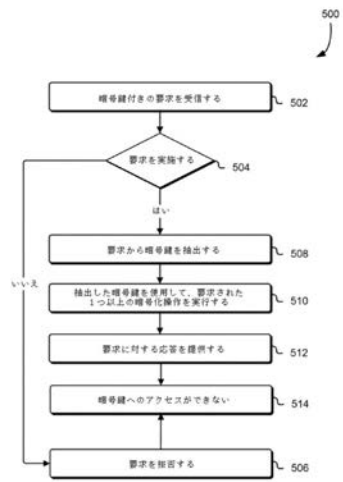 500
暗号鍵付きの要求を受信する
502
要求を実施する
504
はい
いいえ
要求から暗号鍵を抽出する
508
抽出した暗号鍵を使用して、要求された
1つ以上の暗号化操作を実行する
510
要求に対する応答を提供する
512
暗号鍵へのアクセスができない
514
要求を拒否する
506